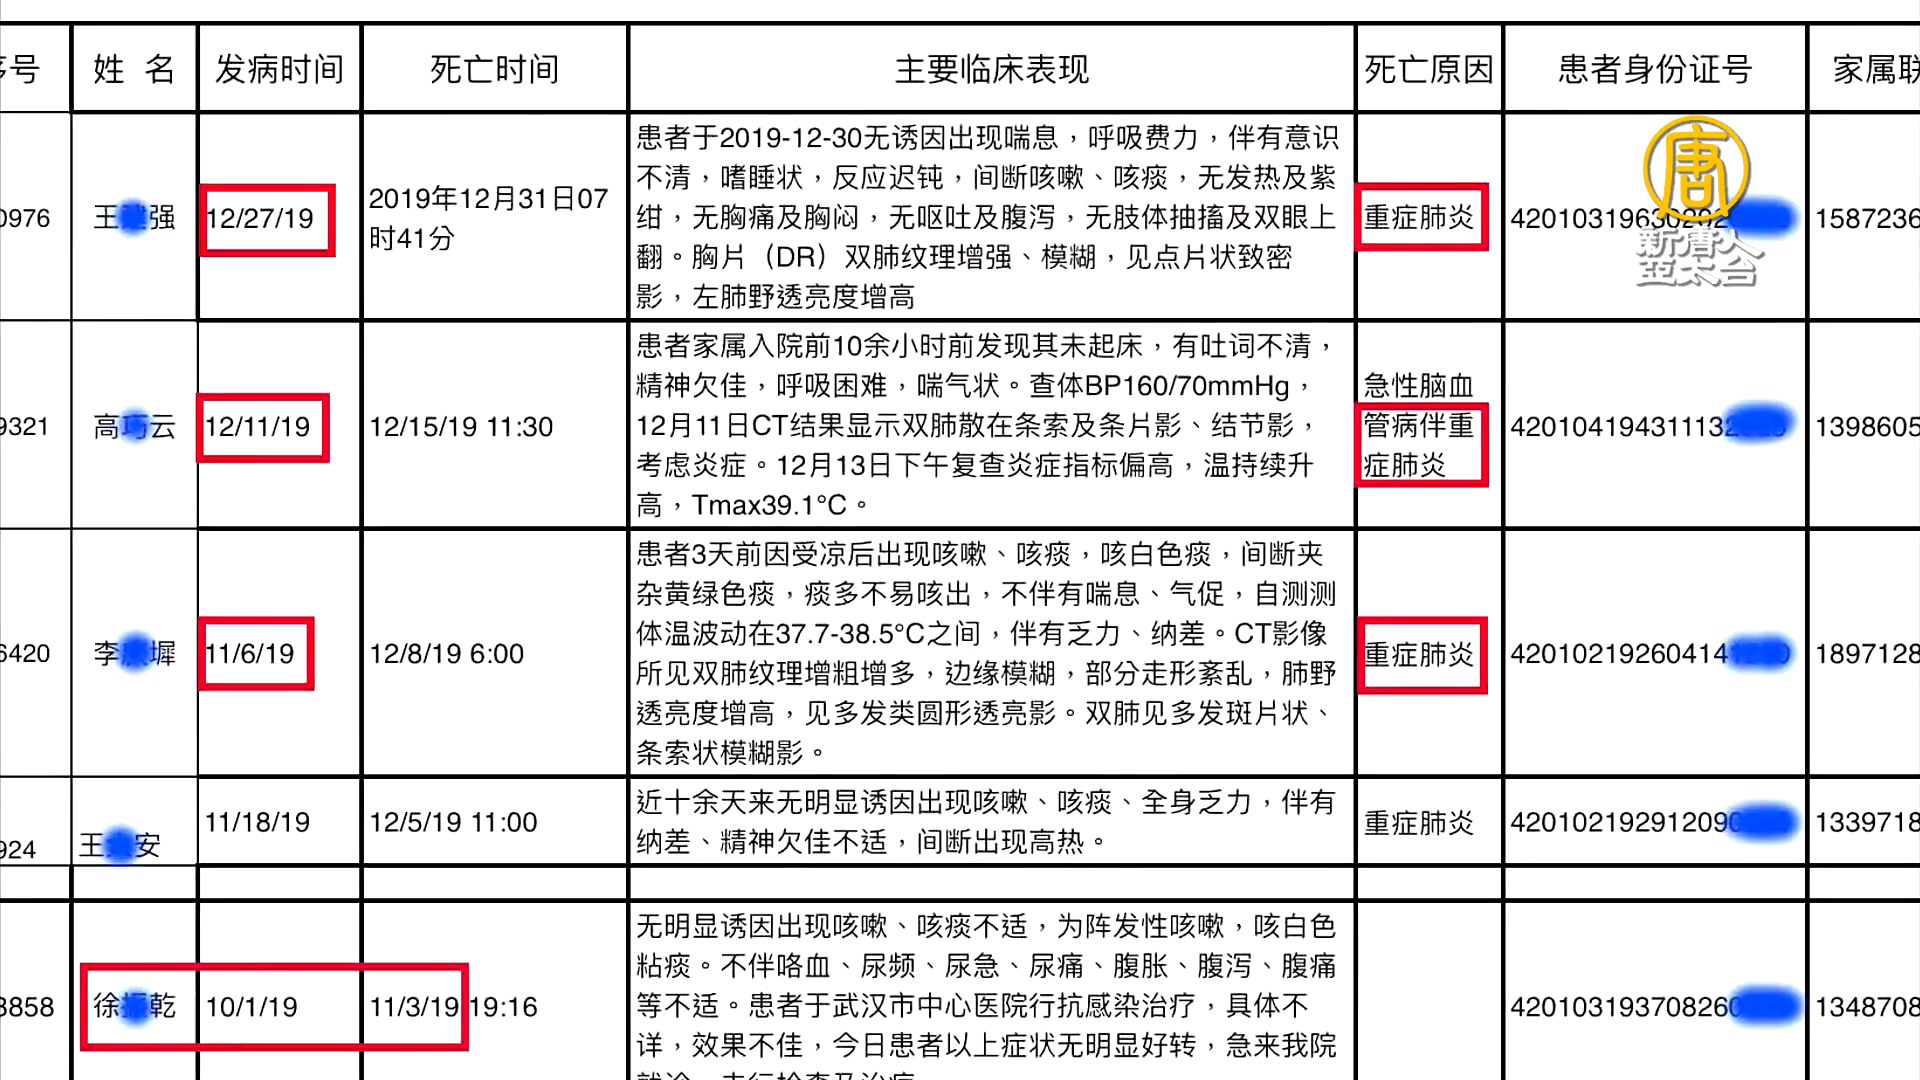 序号 姓 名 发病时间 死亡时间 主要临床表现 死亡原因 患者身份证号 家属联
0976 王 强 12/27/19
2019年12月31日07
时41分
患者于2019-12-30无诱因出现喘息，呼吸费力，伴有意识
不清，嗜睡状，反应迟钝，间断咳嗽、咳痰，无发热及紫
绀，无胸痛及胸闷，无呕吐及腹泻，无肢体抽搐及双眼上
翻。胸片（DR）双肺纹理增强、模糊，见点片状致密
影，左肺野透亮度增高
重症肺炎
420103196302 1587236
唐
新唐人
亞太台
9321 高 云 12/11/19 12/15/19 11:30
患者家属入院前10余小时前发现其未起床，有吐词不清，
精神欠佳，呼吸困难，喘气状。查体BP160/70mmHg，
12月11日CT结果显示双肺散在条索及条片影、结节影，
考虑炎症。12月13日下午复查炎症指标偏高，温持续升
高，Tmax39.1°C。
急性脑血
管病伴重
症肺炎
42010419431113 1398605
6420 李 墀 11/6/19 12/8/19 6:00
患者3天前因受凉后出现咳嗽、咳痰，咳白色痰，间断夹
杂黄绿色痰，痰多不易咳出，不伴有喘息、气促，自测测
体温波动在37.7-38.5°C之间，伴有乏力、纳差。CT影像
所见双肺纹理增粗增多，边缘模糊，部分走形紊乱，肺野
透亮度增高，见多发类圆形透亮影。双肺见多发斑片状、
条索状模糊影。
重症肺炎
42010219260414 1897128
924 王 安 11/18/19 12/5/19 11:00
近十余天来无明显诱因出现咳嗽、咳痰、全身乏力，伴有
纳差、精神欠佳不适，间断出现高热。
重症肺炎
42010219291209 1339718
3858 徐 乾 10/1/19 11/3/19 19:16
无明显诱因出现咳嗽、咳痰不适，为阵发性咳嗽，咳白色
粘痰。不伴咯血、尿频、尿急、尿痛、腹胀、腹泻、腹痛
等不适。患者于武汉市中心医院行抗感染治疗，具体不
详，效果不佳，今日患者以上症状无明显好转，急来我院
42010319370826 1348708